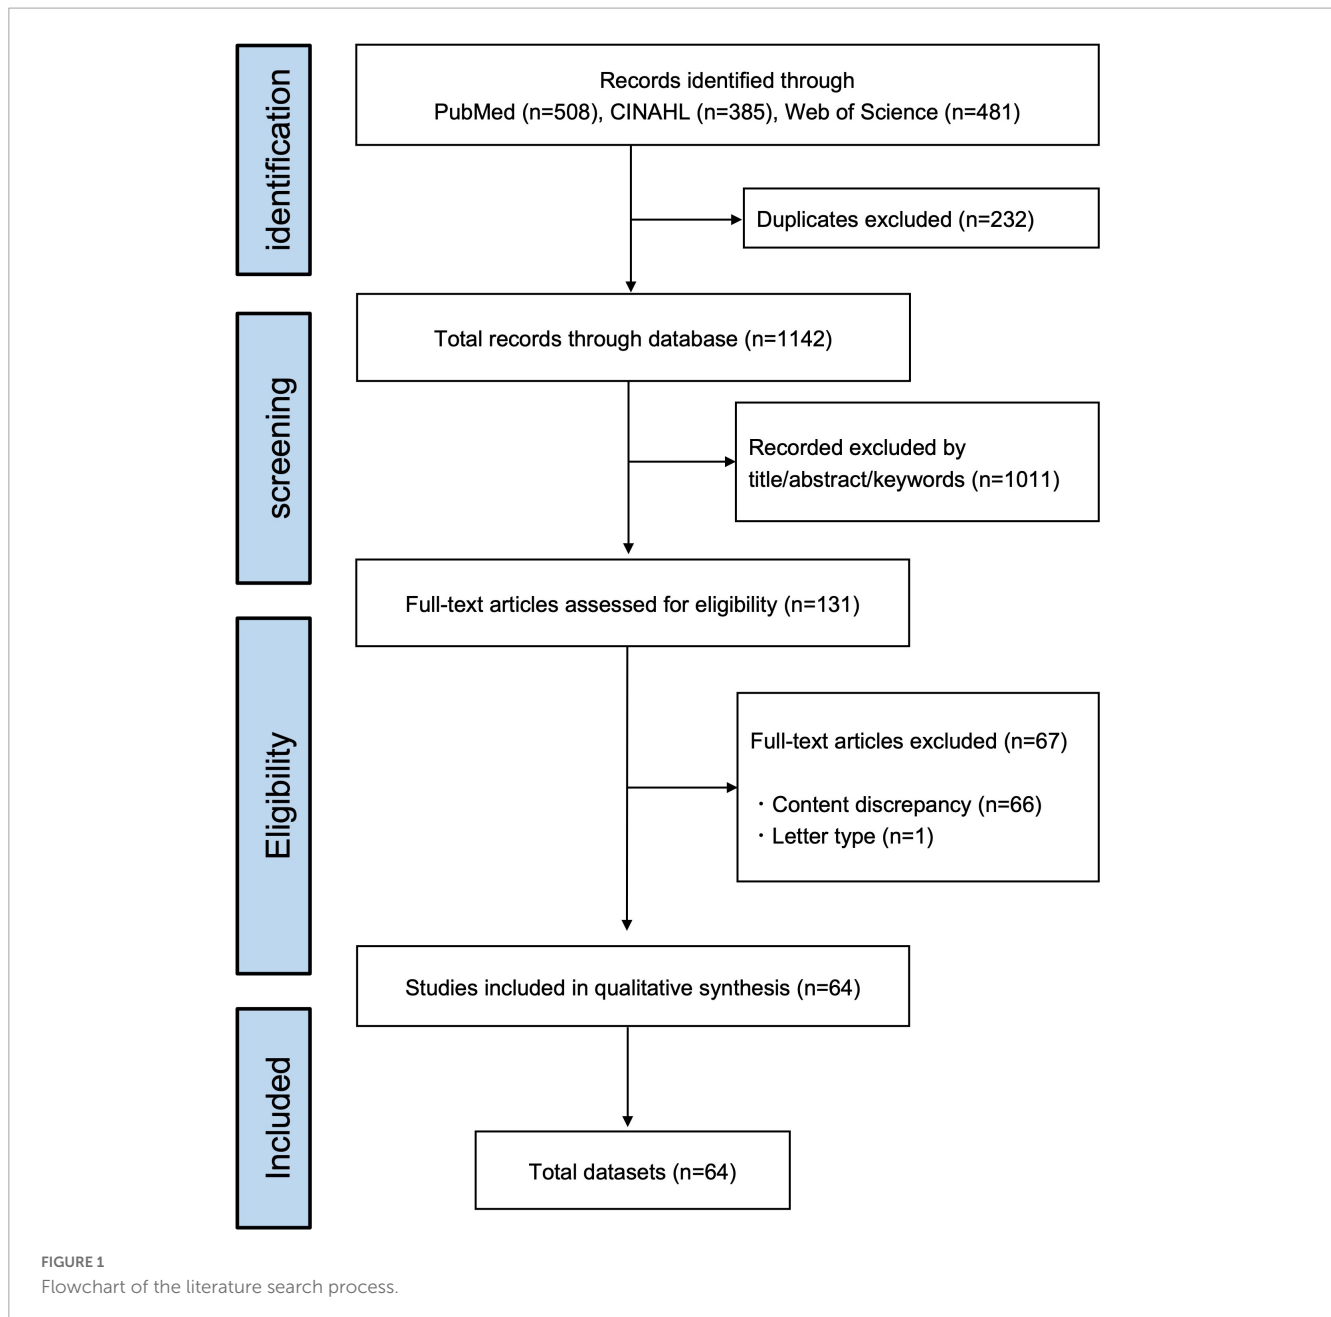 identification
Records identified through
PubMed (n=508), CINAHL (n=385), Web of Science (n=481)
Duplicates excluded (n=232)
screening
Total records through database (n=1142)
Recorded excluded by
title/abstract/keywords (n=1011)
Full-text articles assessed for eligibility (n=131)
Eligibility
Full-text articles excluded (n=67)
・Content discrepancy (n=66)
・Letter type (n=1)
Studies included in qualitative synthesis (n=64)
Included
Total datasets (n=64)
FIGURE 1
Flowchart of the literature search process.